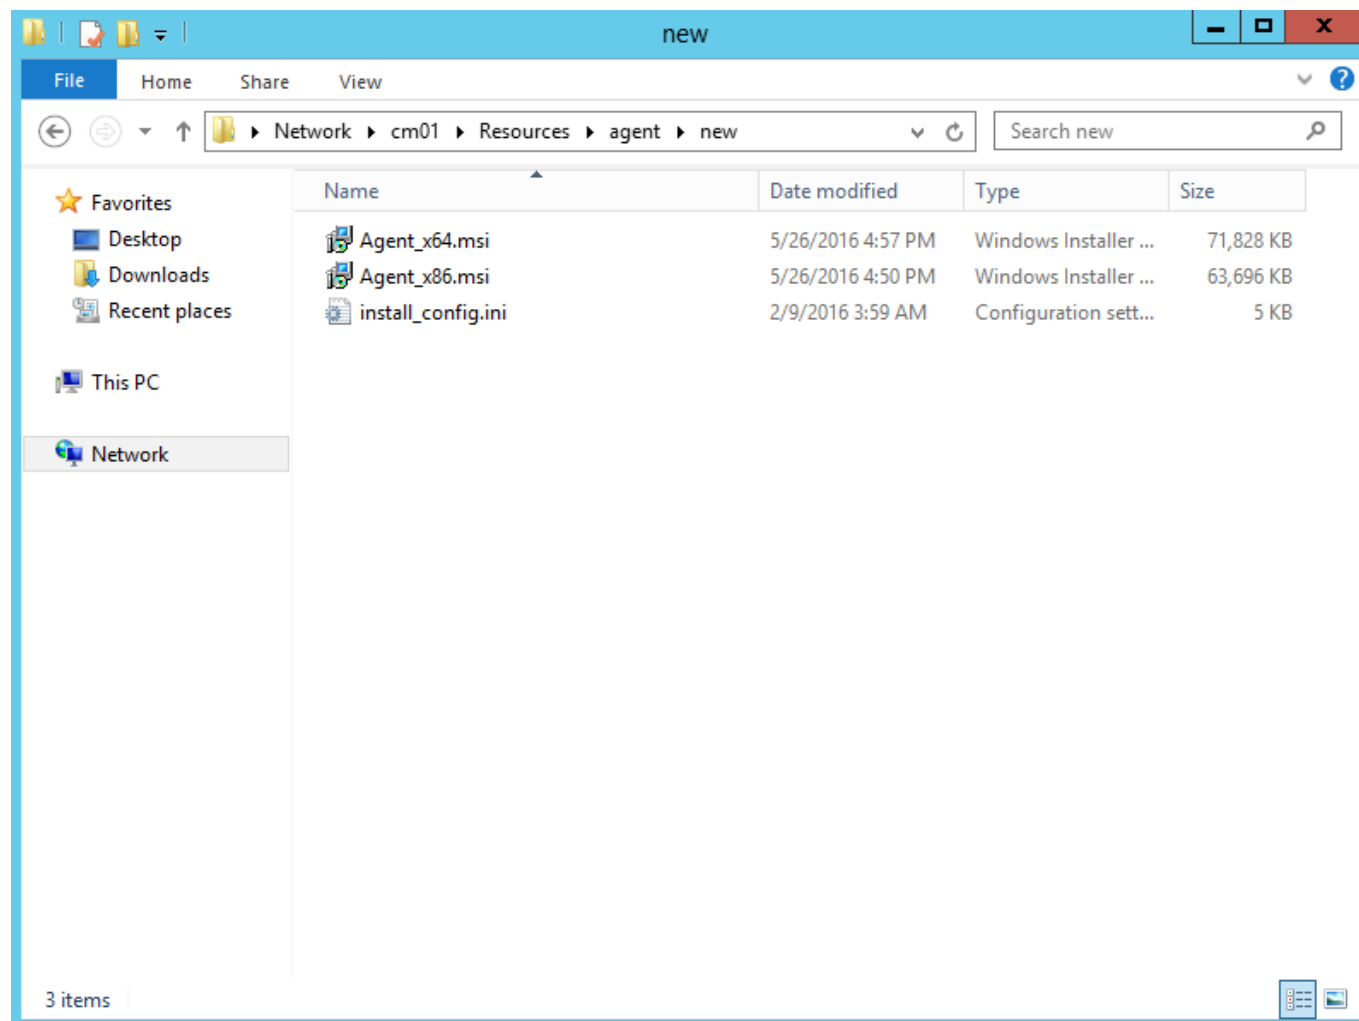 new
File Home Share View
Network cm01 Resources agent new Search new
Favorites
Desktop
Downloads
Recent places
This PC
Network
Name Date modified Type Size
Agent_x64.msi 5/26/2016 4:57 PM Windows Installer ... 71,828 KB
Agent_x86.msi 5/26/2016 4:50 PM Windows Installer ... 63,696 KB
install_config.ini 2/9/2016 3:59 AM Configuration sett... 5 KB
3 items